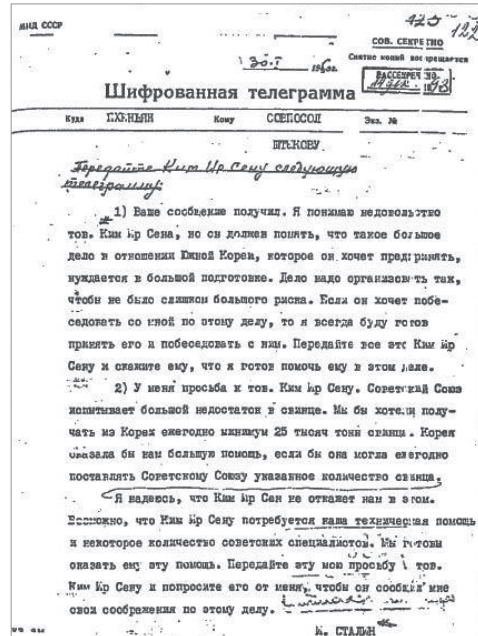 МИД СССР
122
СОВ. СЕКРЕТНО
Снятие копий воспрещается
30.I 195 г.
РАССЕКРЕЧЕНО
Шифрованная телеграмма
Куда ПХЕНЬЯН Кому СОВПОСОЛ Экз. №
ШТЫКОВУ.
Передайте Ким Ир Сену следующую
телеграмму:
1) Ваше сообщение получил. Я понимаю недовольство
тов. Ким Ир Сена, но он должен понять, что такое большое
дело в отношении Южной Кореи, которое он хочет предпринять,
нуждается в большой подготовке. Дело надо организовать так,
чтобы не было слишком большого риска. Если он хочет побе-
седовать со мной по этому делу, то я всегда буду готов
принять его и побеседовать с ним. Передайте все это Ким Ир
Сену и скажите ему, что я готов помочь ему в этом деле.
2) У меня просьба к тов. Ким Ир Сену. Советский Союз
испытывает большой недостаток в свинце. Мы бы хотели полу-
чать из Кореи ежегодно минимум 25 тысяч тонн свинца. Корея
оказала бы нам большую помощь, если бы она могла ежегодно
поставлять Советскому Союзу указанное количество свинца.
Я надеюсь, что Ким Ир Сен не откажет нам в этом.
Возможно, что Ким Ир Сену потребуется наша техническая помощь
и некоторое количество советских специалистов. Мы готовы
оказать ему эту помощь. Передайте эту мою просьбу тов.
Ким Ир Сену и попросите его от меня, чтобы он сообщил мне
свои соображения по этому делу.
И. СТАЛИН